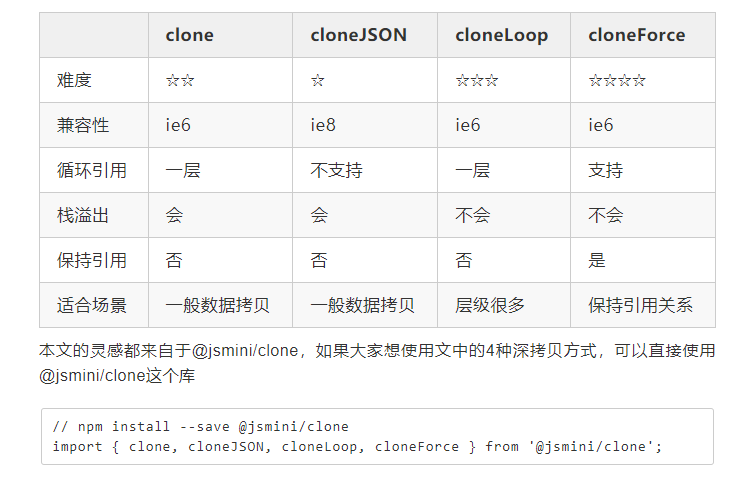 clone cloneJSON cloneLoop cloneForce
难度 ☆☆ ☆ ☆☆☆ ☆☆☆☆
兼容性 ie6 ie8 ie6 ie6
循环引用 一层 不支持 一层 支持
栈溢出 会 会 不会 不会
保持引用 否 否 否 是
适合场景 一般数据拷贝 一般数据拷贝 层级很多 保持引用关系
本文的灵感都来自于@jsmini/clone，如果大家想使用文中的4种深拷贝方式，可以直接使用
@jsmini/clone这个库
// npm install --save @jsmini/clone
import { clone, cloneJSON, cloneLoop, cloneForce } from '@jsmini/clone';